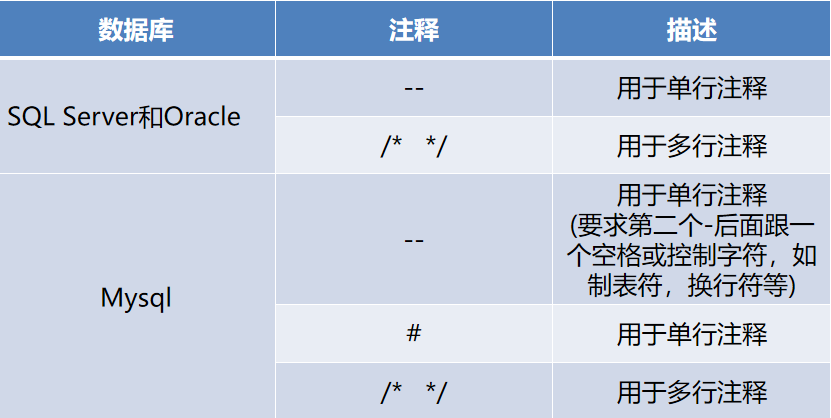 数据库 注释 描述
SQL Server和Oracle
-- 用于单行注释
/* */ 用于多行注释
Mysql
-- 用于单行注释
(要求第二个-后面跟一
个空格或控制字符，如
制表符，换行符等)
# 用于单行注释
/* */ 用于多行注释